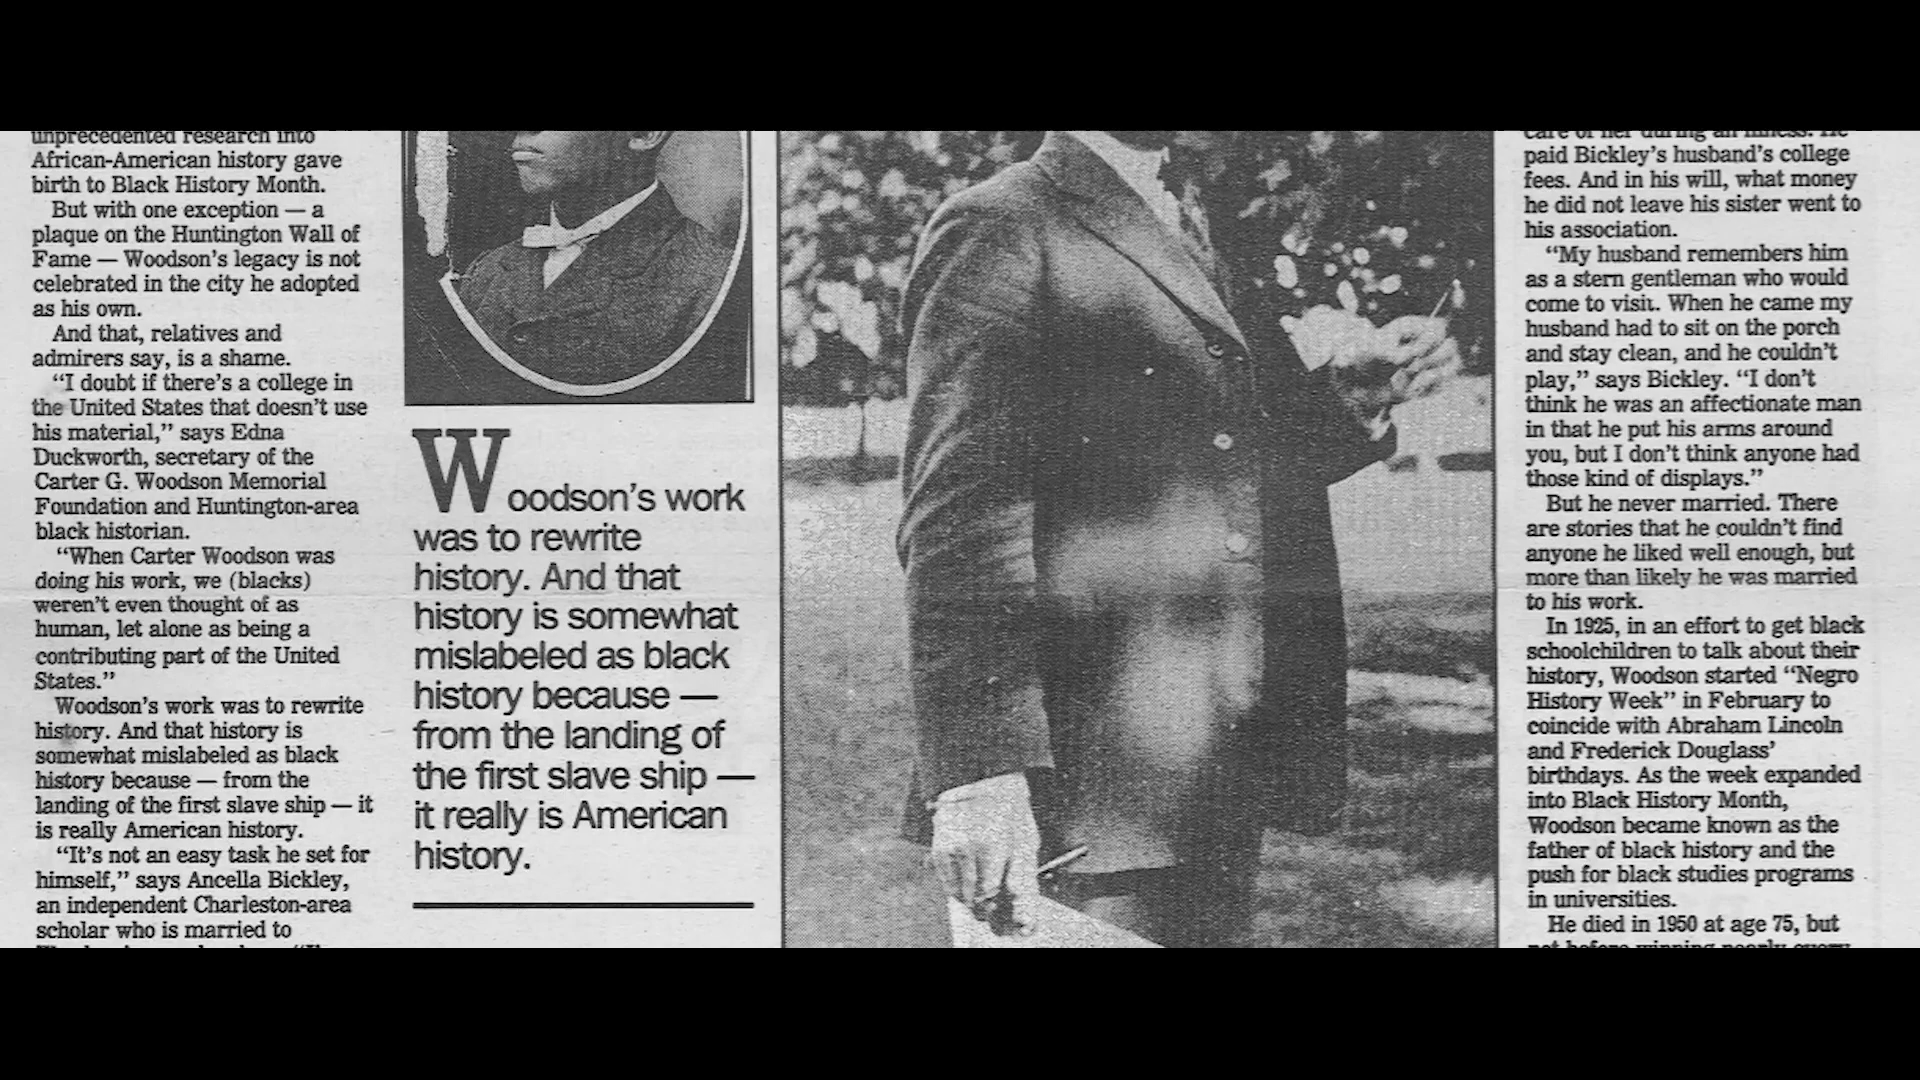 unprecedented research into
African-American history gave
birth to Black History Month.
But with one exception — a
plaque on the Huntington Wall of
Fame — Woodson's legacy is not
celebrated in the city he adopted
as his own.
And that, relatives and
admirers say, is a shame.
“I doubt if there's a college in
the United States that doesn't use
his material,” says Edna
Duckworth, secretary of the
Carter G. Woodson Memorial
Foundation and Huntington-area
black historian.
“When Carter Woodson was
doing his work, we (blacks)
weren't even thought of as
human, let alone as being a
contributing part of the United
States.”
Woodson's work was to rewrite
history. And that history is
somewhat mislabeled as black
history because — from the
landing of the first slave ship — it
is really American history.
“It's not an easy task he set for
himself,” says Ancella Bickley,
an independent Charleston-area
scholar who is married to
Woodson's work
was to rewrite
history. And that
history is somewhat
mislabeled as black
history because —
from the landing of
the first slave ship —
it really is American
history.
care of her during an illness. He
paid Bickley's husband's college
fees. And in his will, what money
he did not leave his sister went to
his association.
“My husband remembers him
as a stern gentleman who would
come to visit. When he came my
husband had to sit on the porch
and stay clean, and he couldn't
play,” says Bickley. “I don't
think he was an affectionate man
in that he put his arms around
you, but I don't think anyone had
those kind of displays.”
But he never married. There
are stories that he couldn't find
anyone he liked well enough, but
more than likely he was married
to his work.
In 1925, in an effort to get black
schoolchildren to talk about their
history, Woodson started “Negro
History Week” in February to
coincide with Abraham Lincoln
and Frederick Douglass'
birthdays. As the week expanded
into Black History Month,
Woodson became known as the
father of black history and the
push for black studies programs
in universities.
He died in 1950 at age 75, but
not before winning nearly every